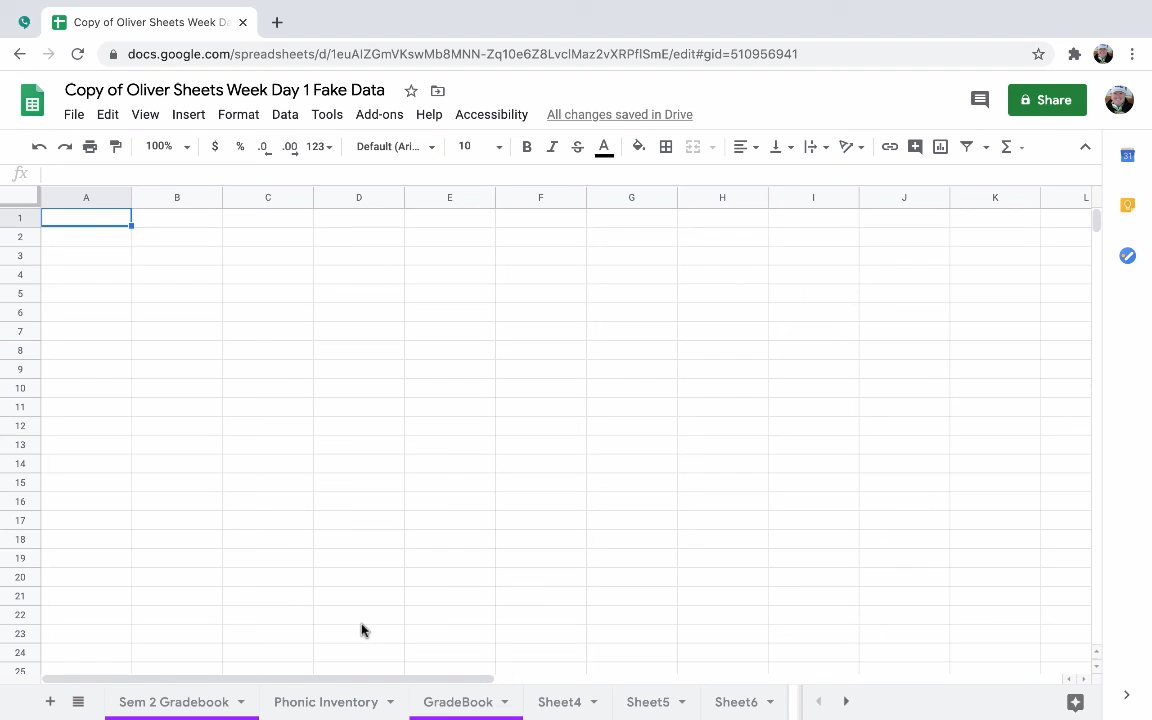 Copy of Oliver Sheets Week Da
docs.google.com/spreadsheets/d/1euAIZGmVKswMb8MNN-Zq10e6Z8LvclMaz2vXRPflSmE/edit#gid=510956941
Copy of Oliver Sheets Week Day 1 Fake Data
Share
File Edit View Insert Format Data Tools Add-ons Help Accessibility All changes saved in Drive
100% $ % .0 .00 123 Default (Ari... 10 B I S A Σ
31
fx
A B C D E F G H I J K L
1
2
3
4
5
6
7
8
9
10
11
12
13
14
15
16
17
18
19
20
21
22
23
24
25
Sem 2 Gradebook Phonic Inventory GradeBook Sheet4 Sheet5 Sheet6